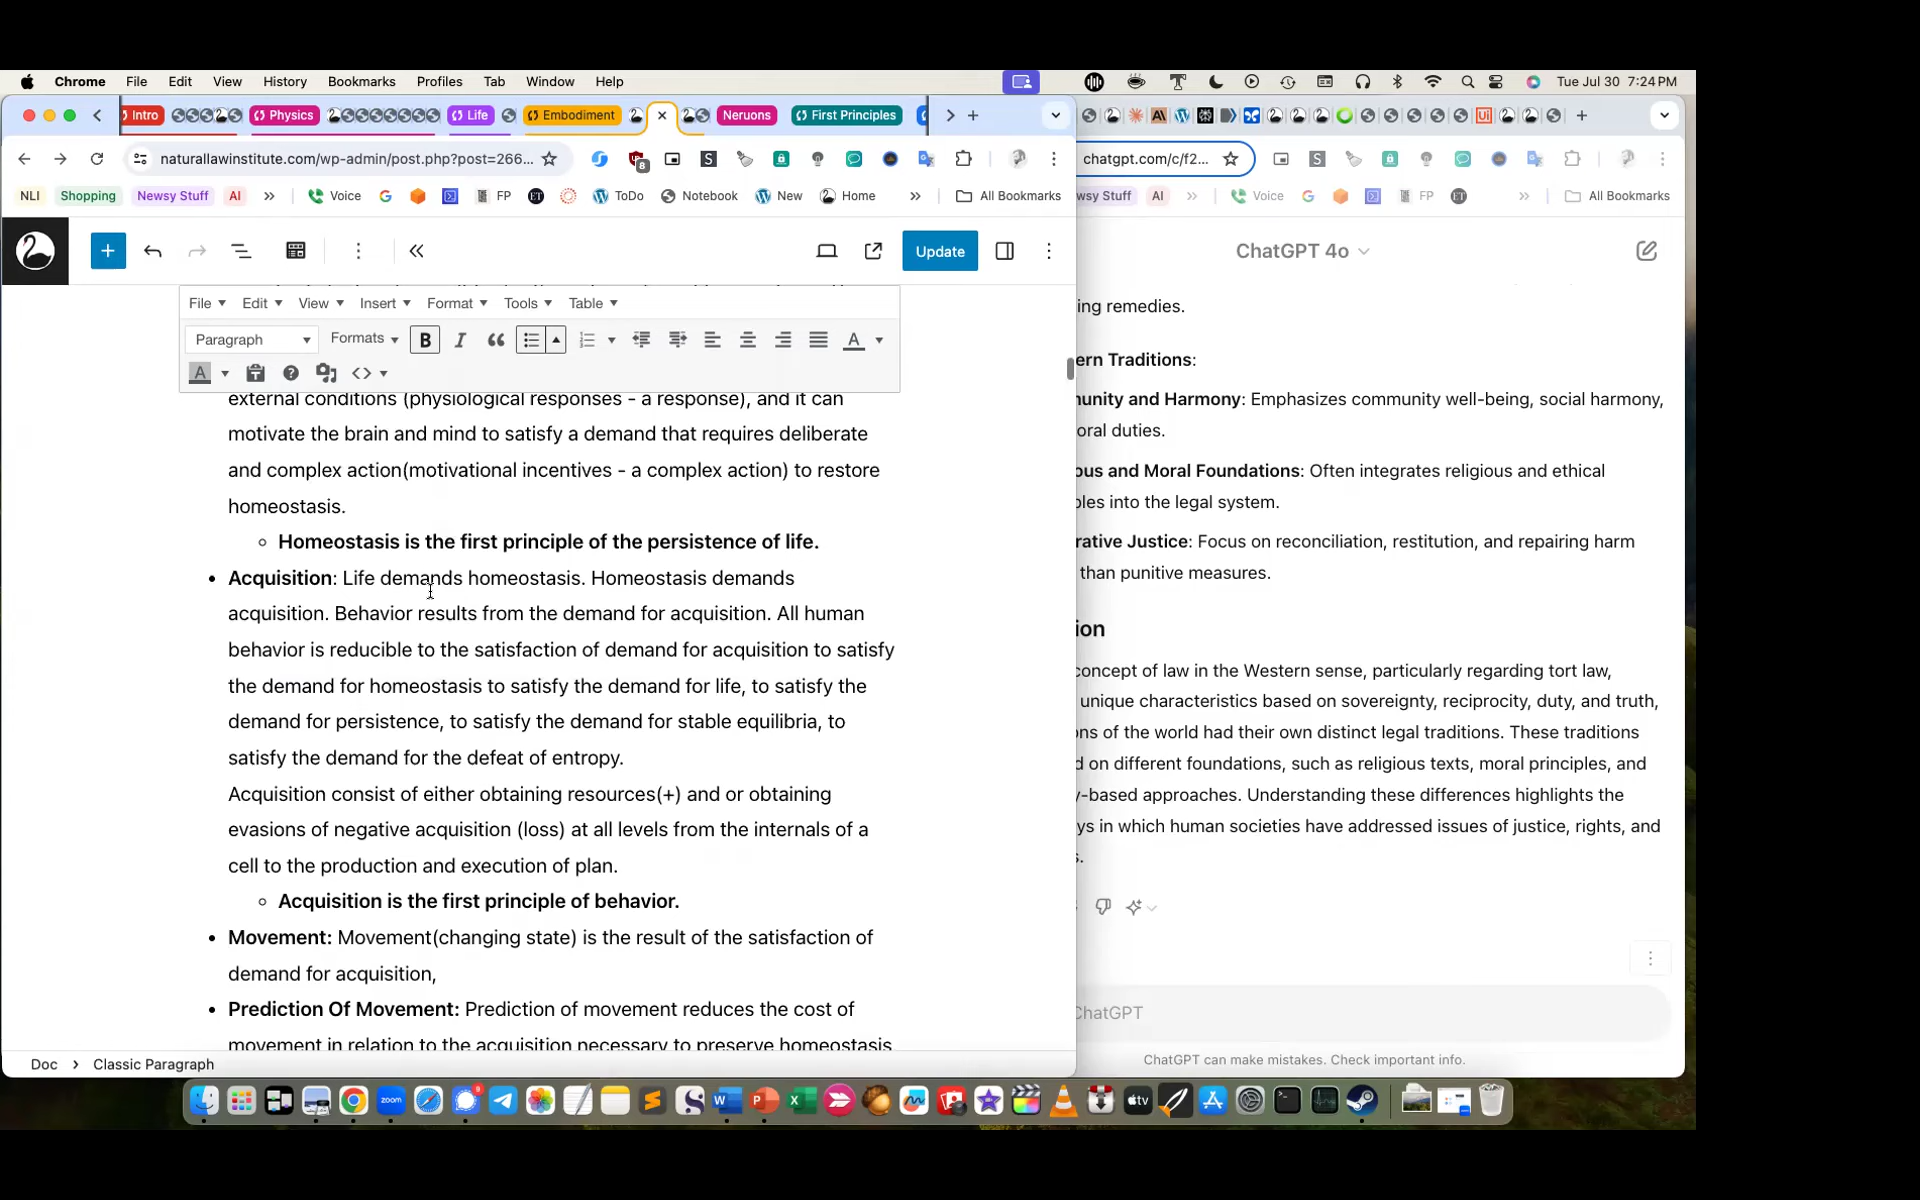 Chrome File Edit View History Bookmarks Profiles Tab Window Help
Tue Jul 30 7:24 PM
Intro Physics Life Embodiment Neruons First Principles
naturallawinstitute.com/wp-admin/post.php?post=266...
8
chatgpt.com/c/f2...
NLI Shopping Newsy Stuff AI Voice FP ToDo Notebook New Home All Bookmarks
wsy Stuff AI Voice FP All Bookmarks
Update
ChatGPT 4o
File Edit View Insert Format Tools Table
Paragraph Formats B I A
A
external conditions (physiological responses - a response), and it can
motivate the brain and mind to satisfy a demand that requires deliberate
and complex action(motivational incentives - a complex action) to restore
homeostasis.
◦ Homeostasis is the first principle of the persistence of life.
• Acquisition: Life demands homeostasis. Homeostasis demands
acquisition. Behavior results from the demand for acquisition. All human
behavior is reducible to the satisfaction of demand for acquisition to satisfy
the demand for homeostasis to satisfy the demand for life, to satisfy the
demand for persistence, to satisfy the demand for stable equilibria, to
satisfy the demand for the defeat of entropy.
Acquisition consist of either obtaining resources(+) and or obtaining
evasions of negative acquisition (loss) at all levels from the internals of a
cell to the production and execution of plan.
◦ Acquisition is the first principle of behavior.
• Movement: Movement(changing state) is the result of the satisfaction of
demand for acquisition,
• Prediction Of Movement: Prediction of movement reduces the cost of
movement in relation to the acquisition necessary to preserve homeostasis
Doc > Classic Paragraph
ing remedies.
ern Traditions:
unity and Harmony: Emphasizes community well-being, social harmony,
oral duties.
ous and Moral Foundations: Often integrates religious and ethical
ples into the legal system.
rative Justice: Focus on reconciliation, restitution, and repairing harm
than punitive measures.
ion
concept of law in the Western sense, particularly regarding tort law,
unique characteristics based on sovereignty, reciprocity, duty, and truth,
ons of the world had their own distinct legal traditions. These traditions
d on different foundations, such as religious texts, moral principles, and
y-based approaches. Understanding these differences highlights the
ys in which human societies have addressed issues of justice, rights, and
s.
ChatGPT
ChatGPT can make mistakes. Check important info.
zoom
tv